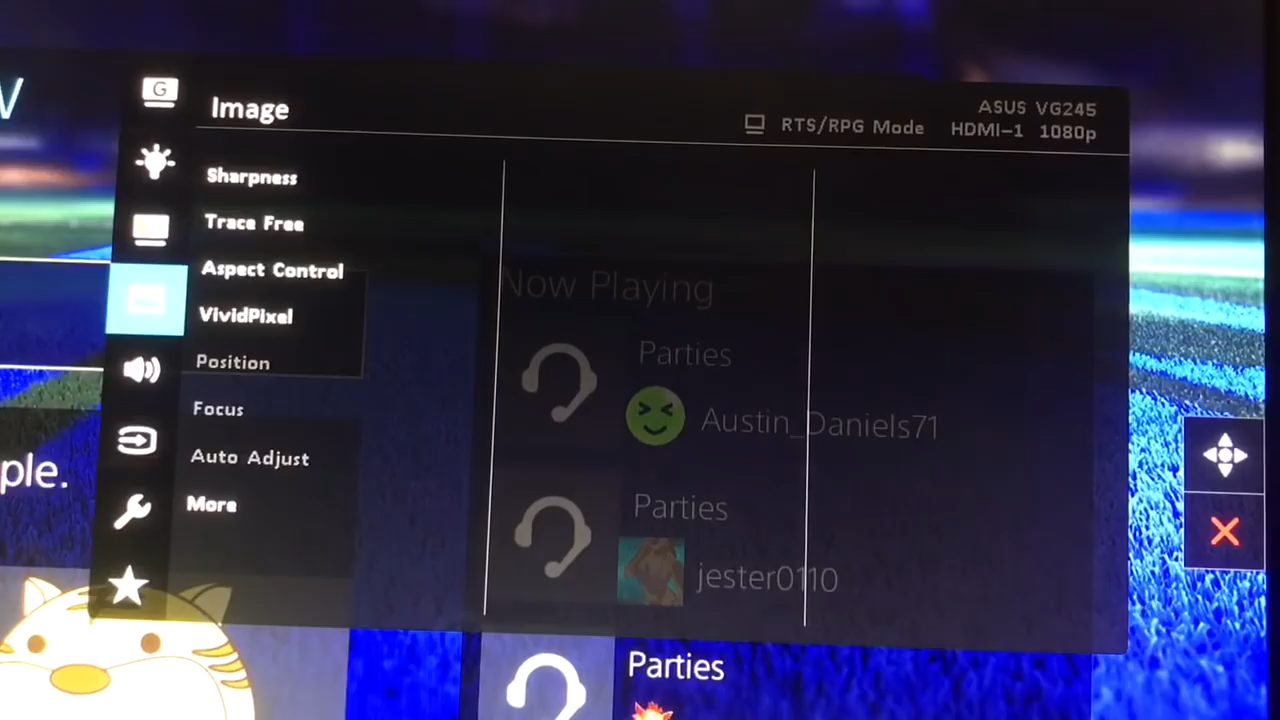 V
G
Image
RTS/RPG Mode
ASUS VG245
HDMI-1 1080p
Sharpness
Trace Free
Aspect Control
VividPixel
Position
Focus
Auto Adjust
More
Now Playing
Parties
Austin_Daniels71
Parties
jester0110
Parties
ple.